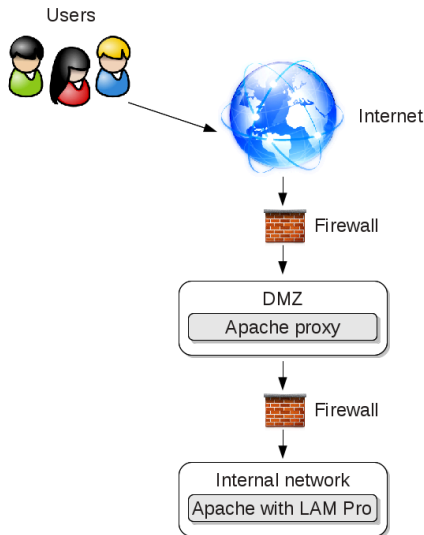 Users
Internet
Firewall
DMZ
Apache proxy
Firewall
Internal network
Apache with LAM Pro